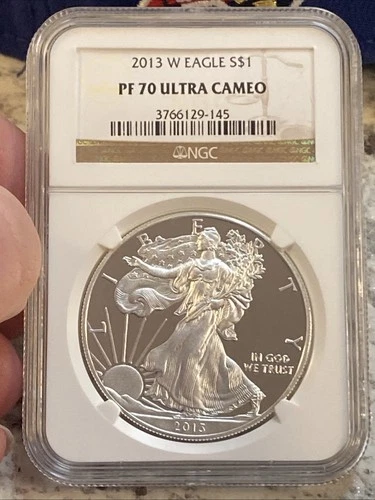 2013 W EAGLE S$1
PF 70 ULTRA CAMEO
3766129-145
NGC
LIBERTY
IN GOD
WE TRUST
2013